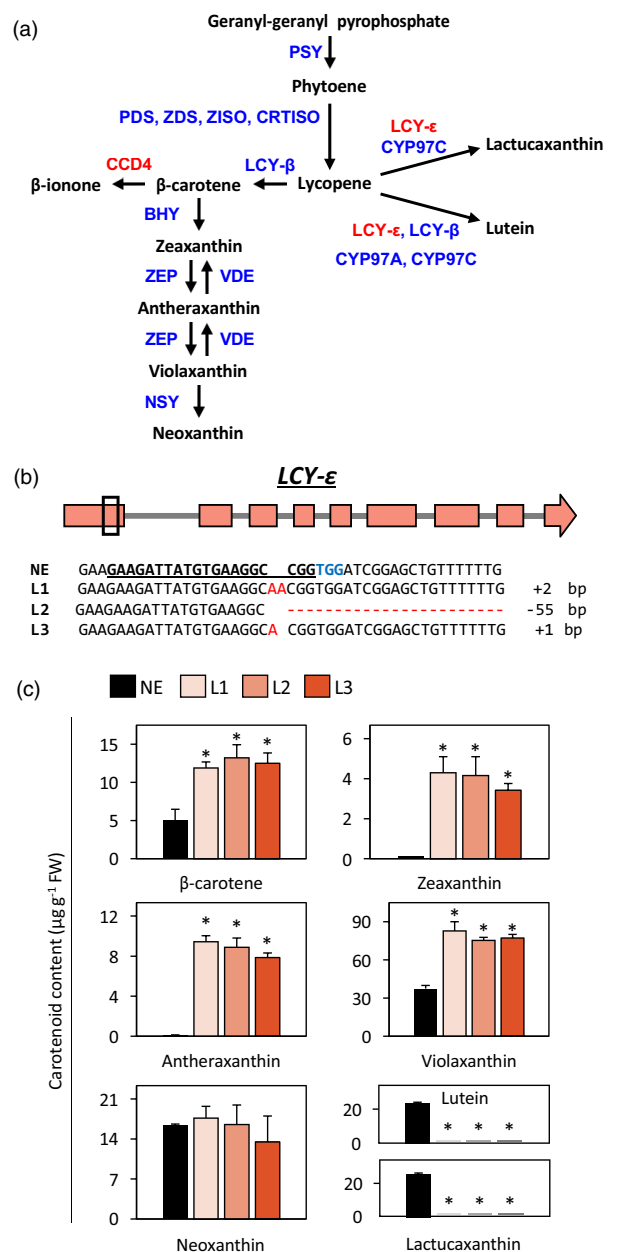 (a)
Geranyl-geranyl pyrophosphate
PSY
Phytoene
PDS, ZDS, ZISO, CRTISO
LCY-ε
CYP97C
Lactucaxanthin
CCD4
LCY-β
β-ionone
β-carotene
Lycopene
BHY
LCY-ε, LCY-β
Lutein
CYP97A, CYP97C
Zeaxanthin
ZEP
VDE
Antheraxanthin
ZEP
VDE
Violaxanthin
NSY
Neoxanthin
(b)
LCY-ε
NE GAAGAAGATTATGTGAAGGC CGGTGGATCGGAGCTGTTTTTTG
L1 GAAGAAGATTATGTGAAGGCAACGGTGGATCGGAGCTGTTTTTTG +2 bp
L2 GAAGAAGATTATGTGAAGGC ------------------------ -55 bp
L3 GAAGAAGATTATGTGAAGGCA CGGTGGATCGGAGCTGTTTTTTG +1 bp
(c)
NE L1 L2 L3
Carotenoid content (µg g⁻¹ FW)
15
10
5
0
* * *
β-carotene
6
4
2
0
* * *
Zeaxanthin
12
8
4
0
* * *
Antheraxanthin
90
60
30
0
* * *
Violaxanthin
21
14
7
0
Neoxanthin
Lutein
20
0
* * *
20
0
* * *
Lactucaxanthin